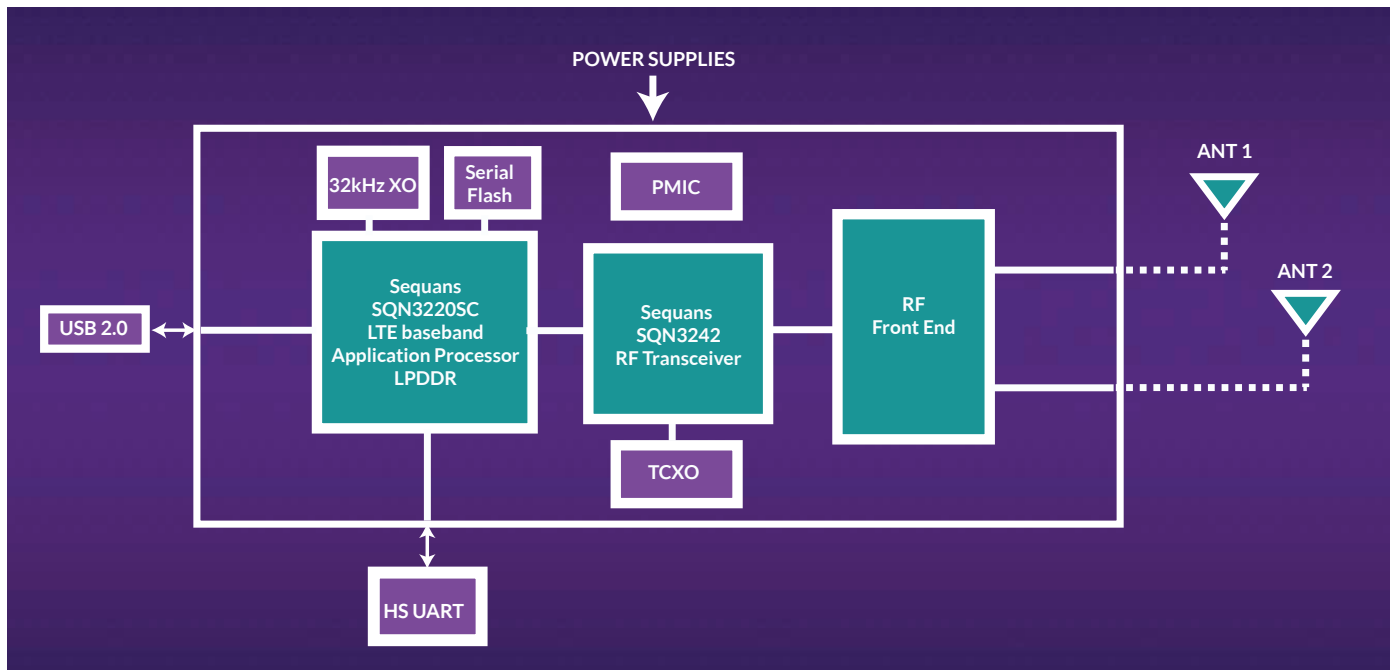 POWER SUPPLIES
32kHz XO
Serial
Flash
PMIC
ANT 1
ANT 2
USB 2.0
Sequans
SQN3220SC
LTE baseband
Application Processor
LPDDR
Sequans
SQN3242
RF Transceiver
RF
Front End
TCXO
HS UART